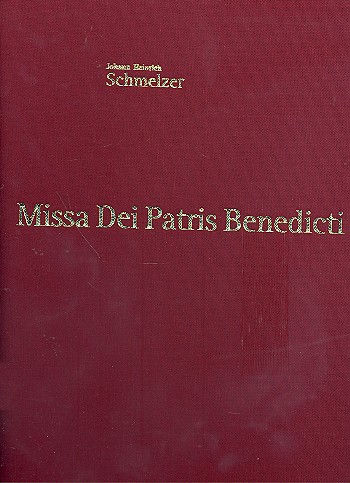 Johann Heinrich
Schmelzer
Missa Dei Patris Benedicti